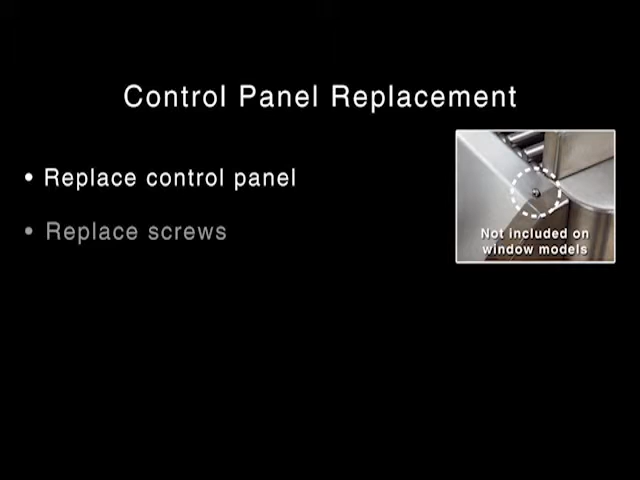 Control Panel Replacement
• Replace control panel
• Replace screws
Not included on
window models